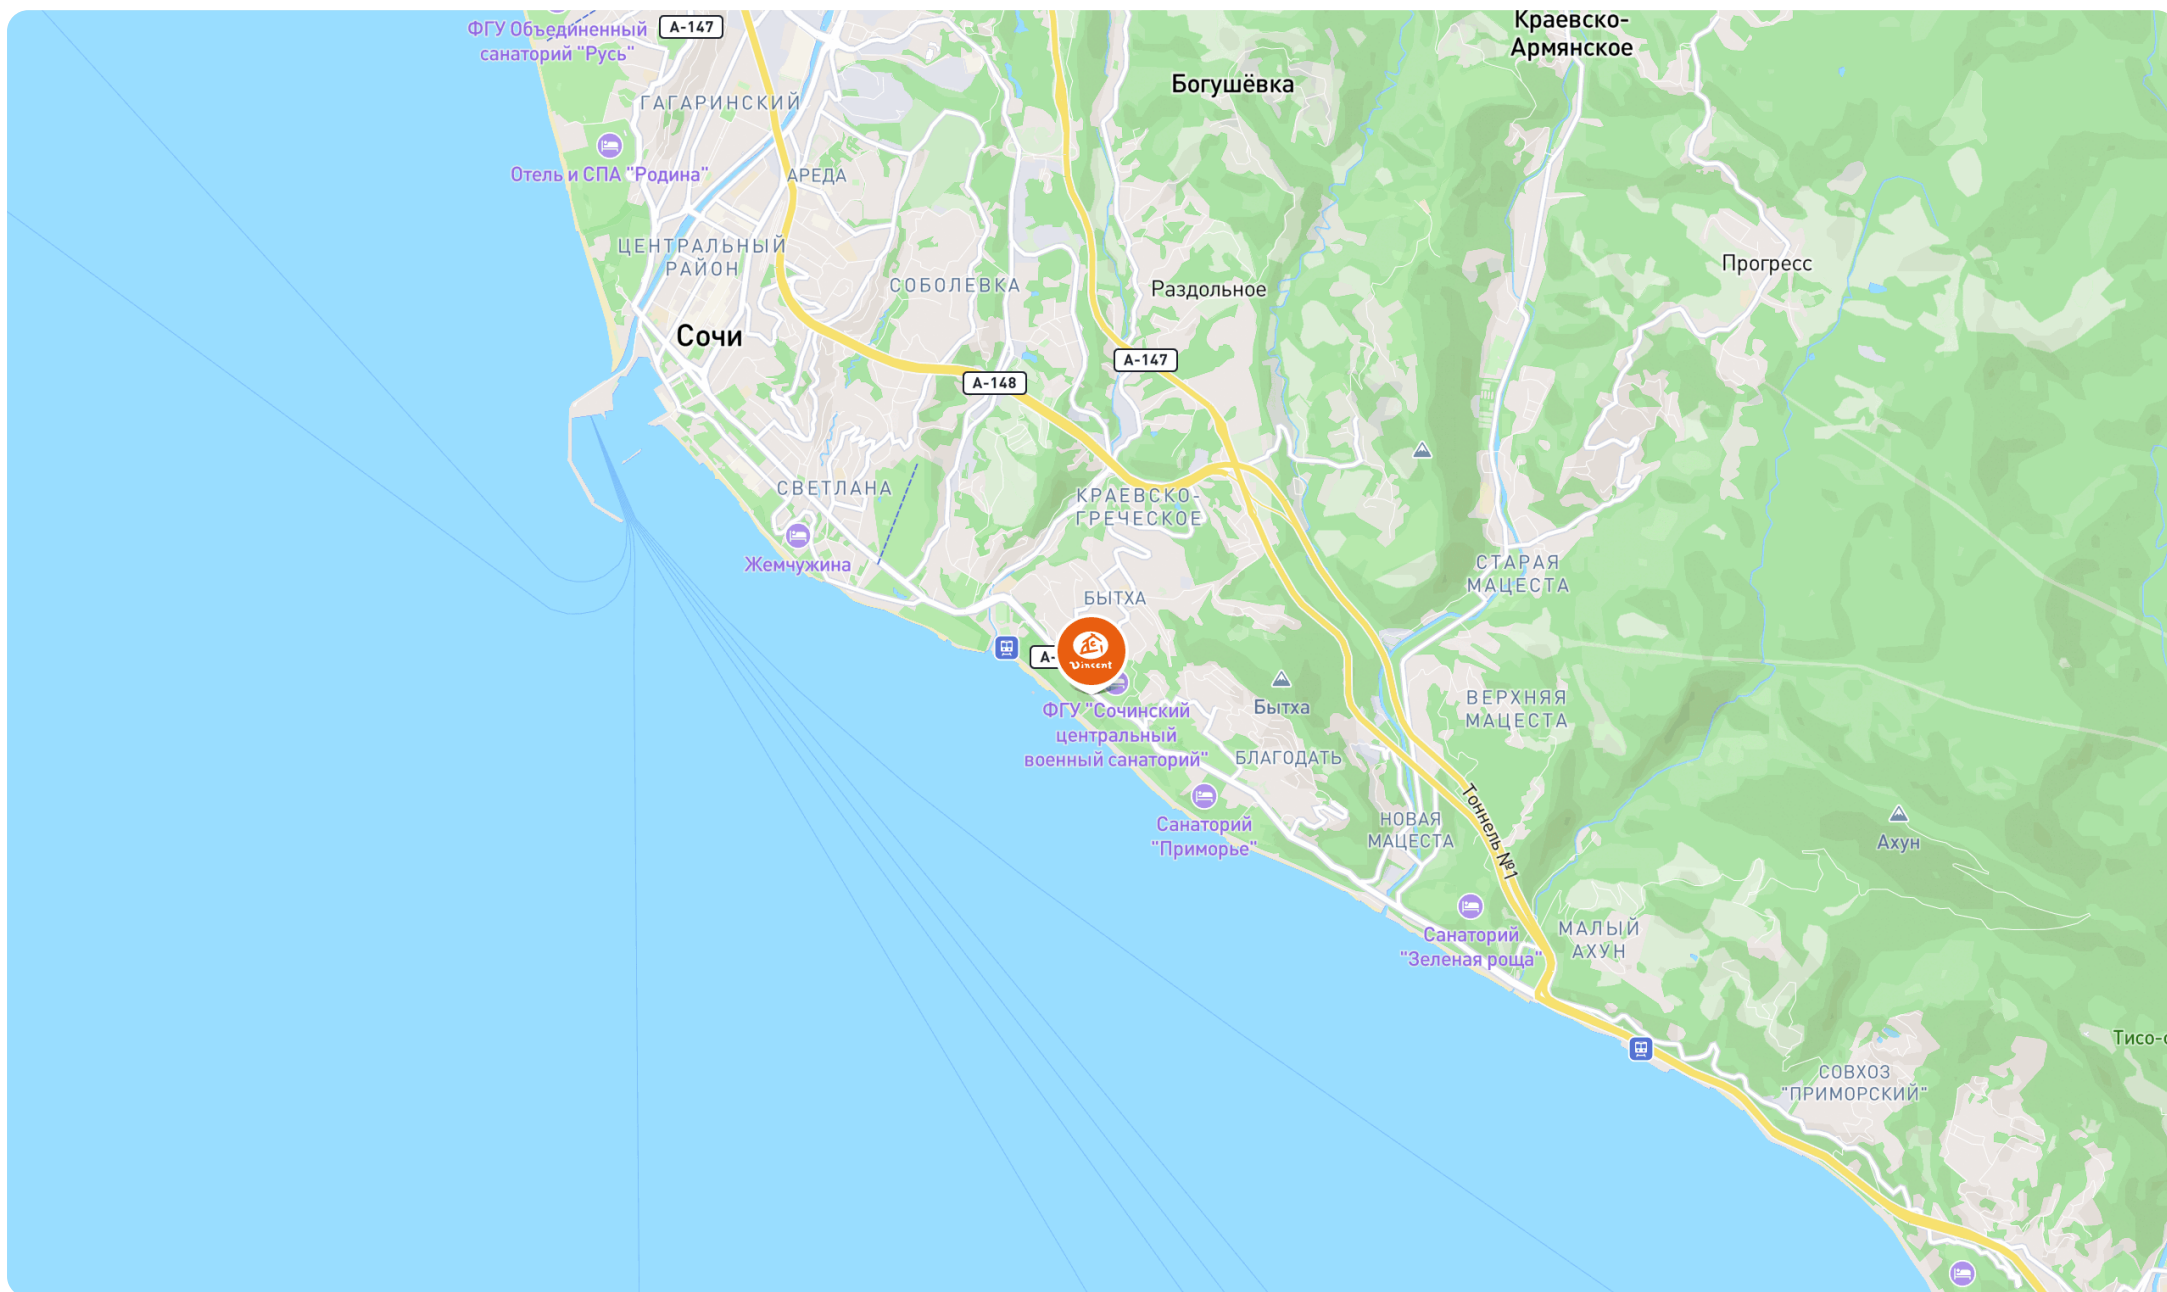 ФГУ Объединенный
санаторий "Русь"
А-147
Краевско-
Армянское
Богушёвка
ГАГАРИНСКИЙ
Отель и СПА "Родина"
АРЕДА
ЦЕНТРАЛЬНЫЙ
РАЙОН
СОБОЛЕВКА
Раздольное
Прогресс
Сочи
А-147
А-148
СВЕТЛАНА
КРАЕВСКО-
ГРЕЧЕСКОЕ
Жемчужина
СТАРАЯ
МАЦЕСТА
БЫТХА
А-
Vincent
ФГУ "Сочинский
центральный
военный санаторий"
Бытха
ВЕРХНЯЯ
МАЦЕСТА
БЛАГОДАТЬ
Тоннель №1
Санаторий
"Приморье"
НОВАЯ
МАЦЕСТА
Ахун
Санаторий
"Зеленая роща"
МАЛЫЙ
АХУН
Тисо-с
СОВХОЗ
"ПРИМОРСКИЙ"